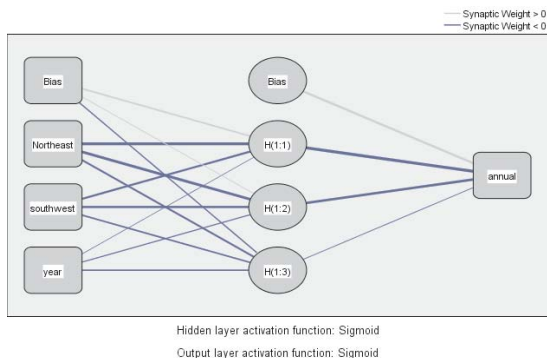 Synaptic Weight > 0
Synaptic Weight < 0
Bias
Bias
Northeast
H(1:1)
annual
southwest
H(1:2)
year
H(1:3)
Hidden layer activation function: Sigmoid
Output layer activation function: Sigmoid